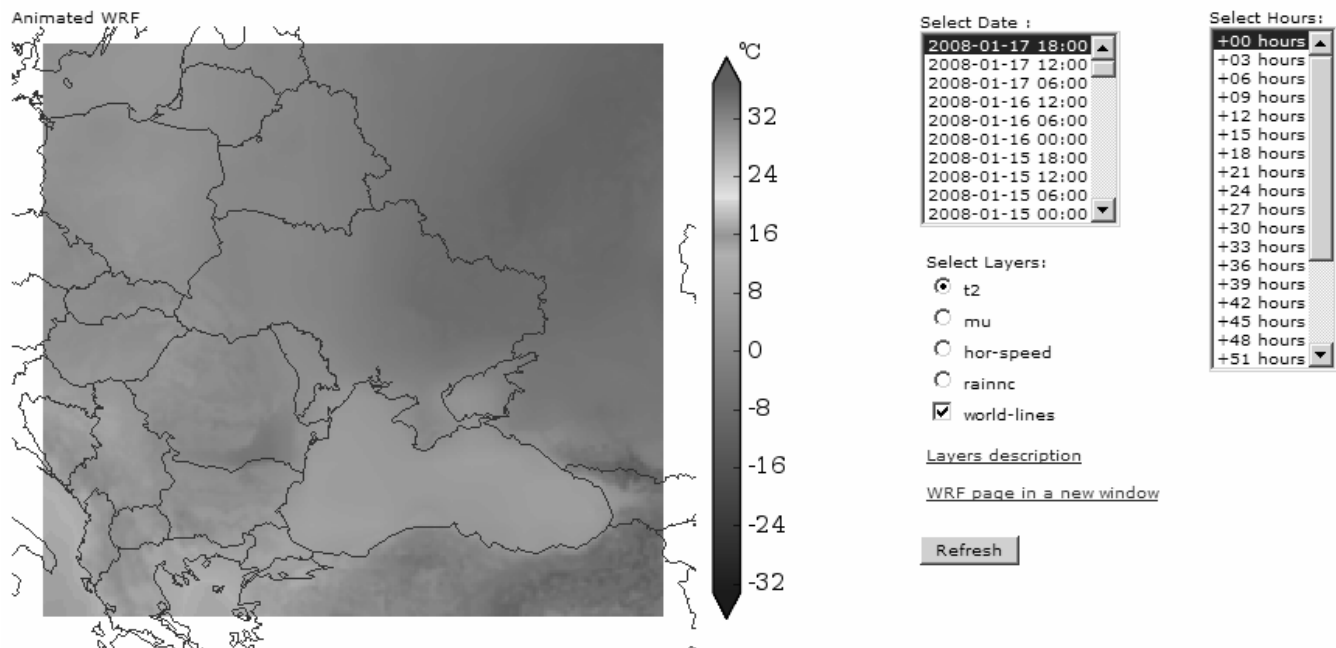 Animated WRF
°C
32
24
16
8
0
-8
-16
-24
-32
Select Date :
2008-01-17 18:00
2008-01-17 12:00
2008-01-17 06:00
2008-01-16 12:00
2008-01-16 06:00
2008-01-16 00:00
2008-01-15 18:00
2008-01-15 12:00
2008-01-15 06:00
2008-01-15 00:00
Select Layers:
t2
mu
hor-speed
rainnc
world-lines
Layers description
WRF page in a new window
Refresh
Select Hours:
+00 hours
+03 hours
+06 hours
+09 hours
+12 hours
+15 hours
+18 hours
+21 hours
+24 hours
+27 hours
+30 hours
+33 hours
+36 hours
+39 hours
+42 hours
+45 hours
+48 hours
+51 hours